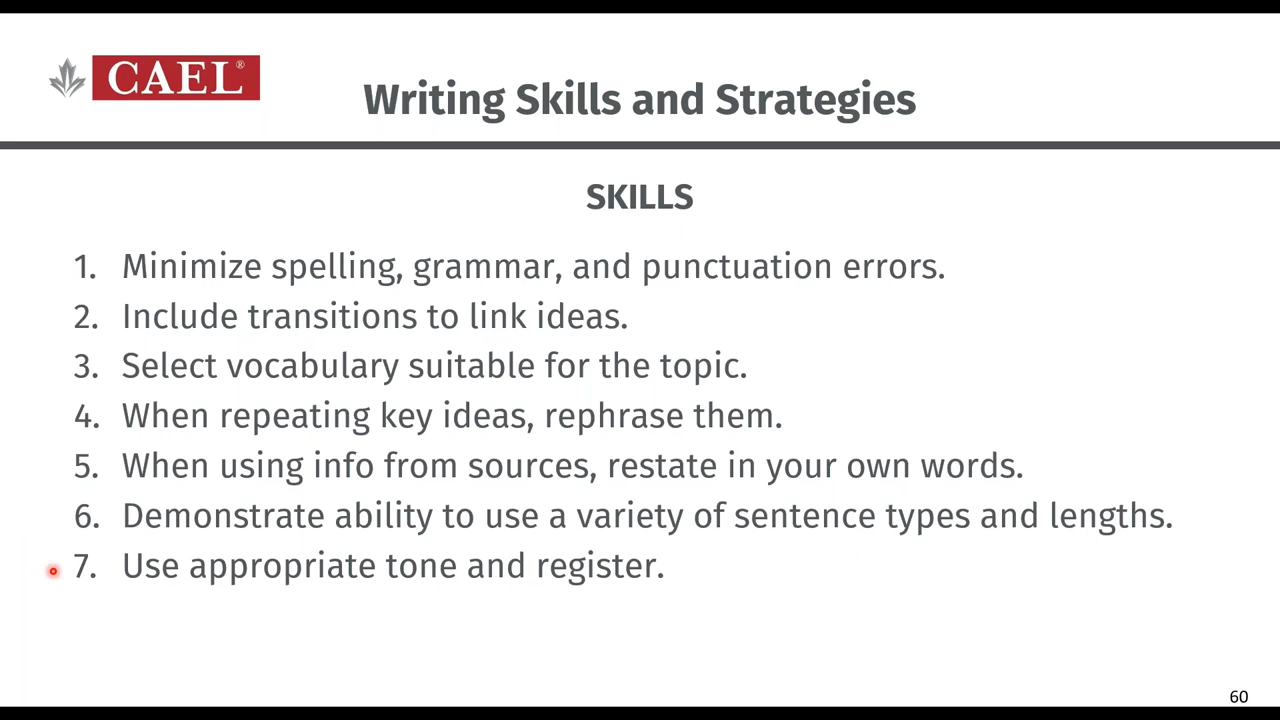 CAEL®
Writing Skills and Strategies
SKILLS
1. Minimize spelling, grammar, and punctuation errors.
2. Include transitions to link ideas.
3. Select vocabulary suitable for the topic.
4. When repeating key ideas, rephrase them.
5. When using info from sources, restate in your own words.
6. Demonstrate ability to use a variety of sentence types and lengths.
7. Use appropriate tone and register.
60